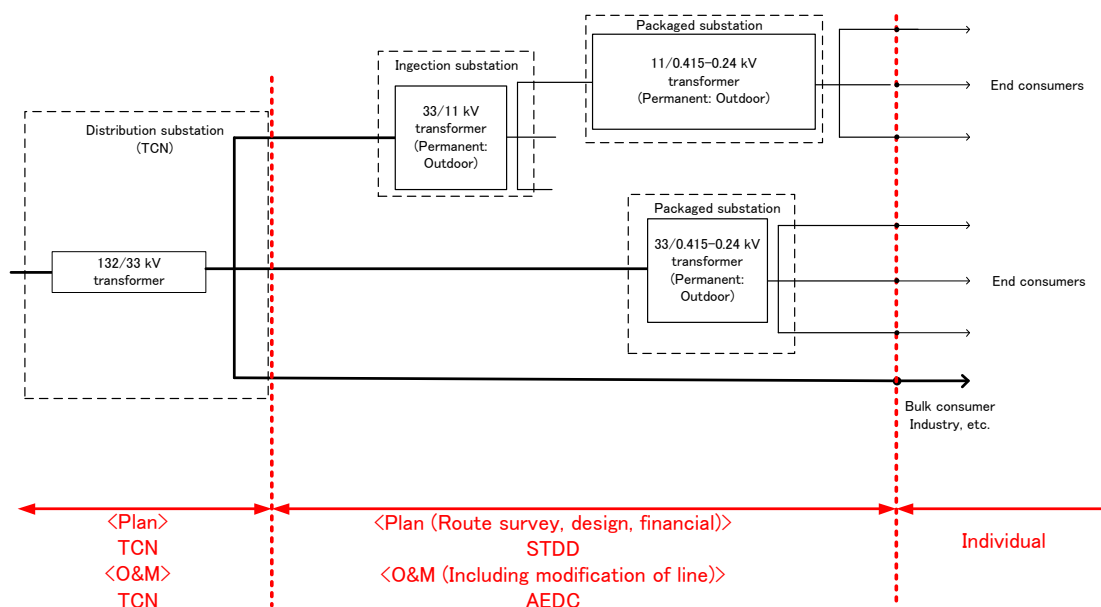 Packaged substation
11/0.415-0.24 kV
transformer
(Permanent: Outdoor)
End consumers
Ingection substation
33/11 kV
transformer
(Permanent:
Outdoor)
Distribution substation
(TCN)
132/33 kV
transformer
Packaged substation
33/0.415-0.24 kV
transformer
(Permanent:
Outdoor)
End consumers
Bulk consumer
Industry, etc.
<Plan>
TCN
<O&M>
TCN
<Plan (Route survey, design, financial)>
STDD
<O&M (Including modification of line)>
AEDC
Individual